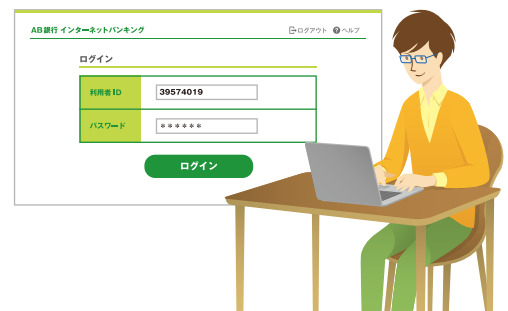 AB銀行 インターネットバンキング
ログアウト ? ヘルプ
ログイン
利用者ID 39574019
パスワード ******
ログイン